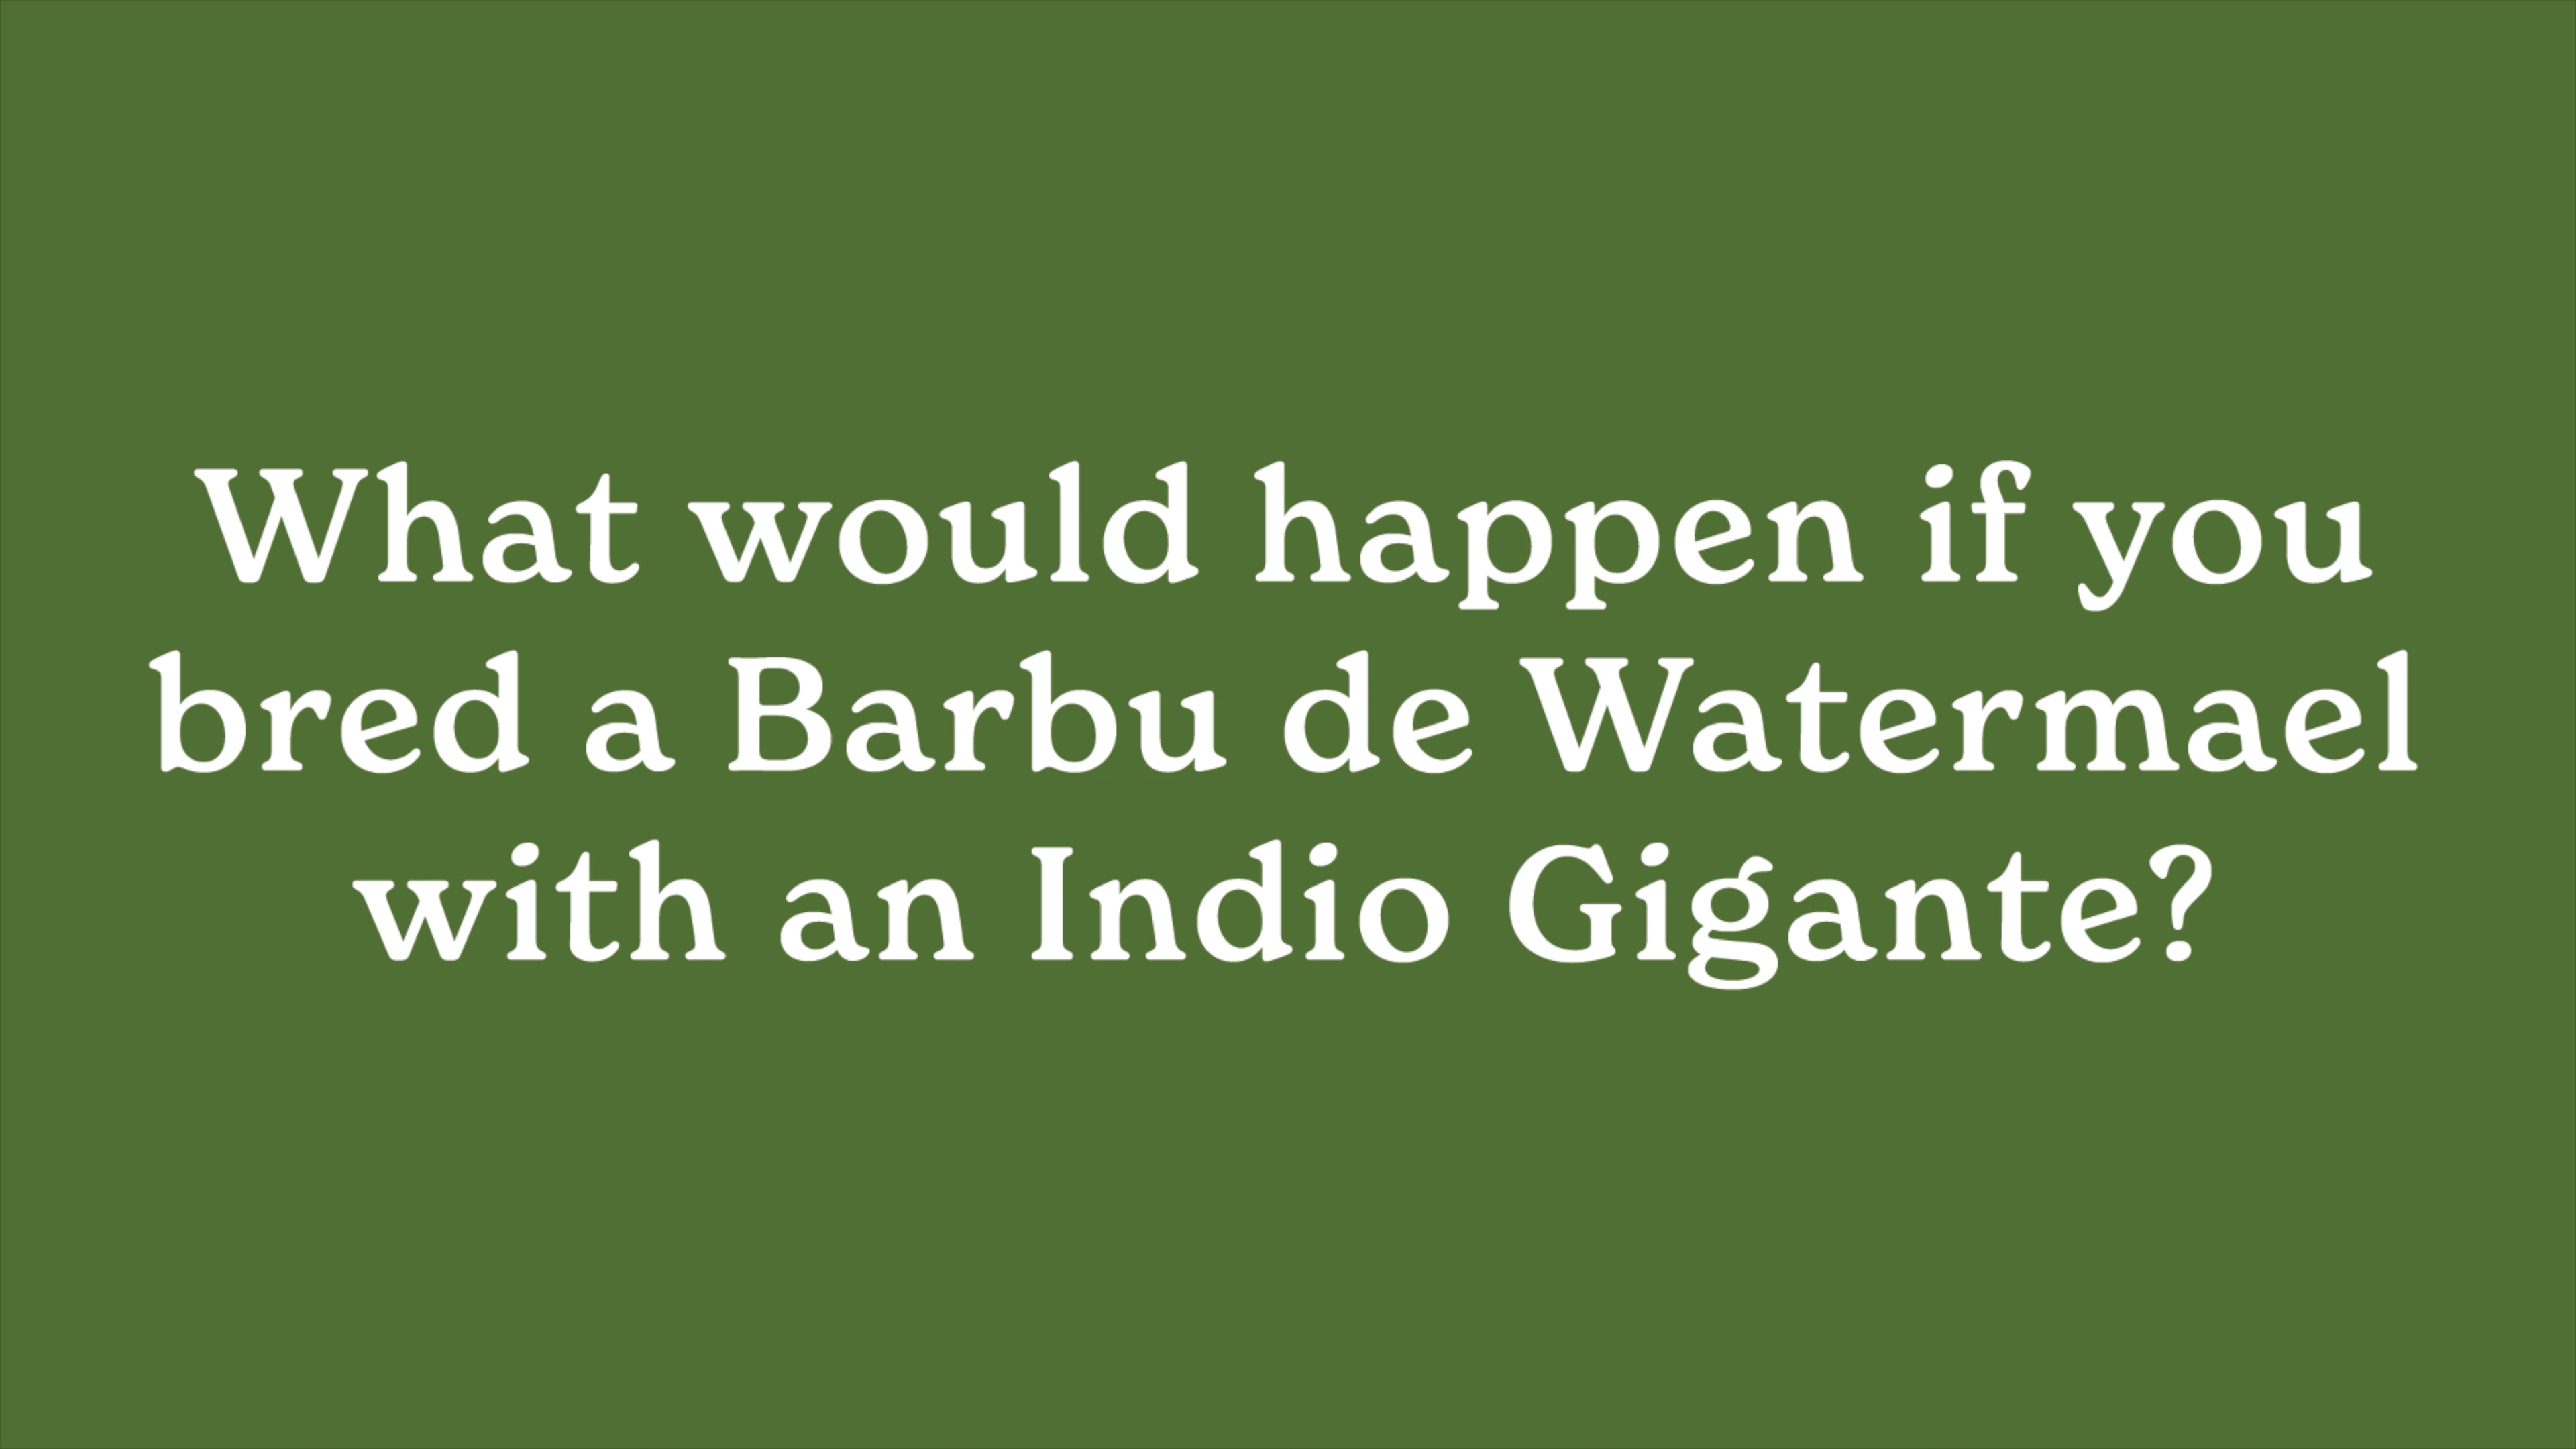 What would happen if you
bred a Barbu de Watermael
with an Indio Gigante?